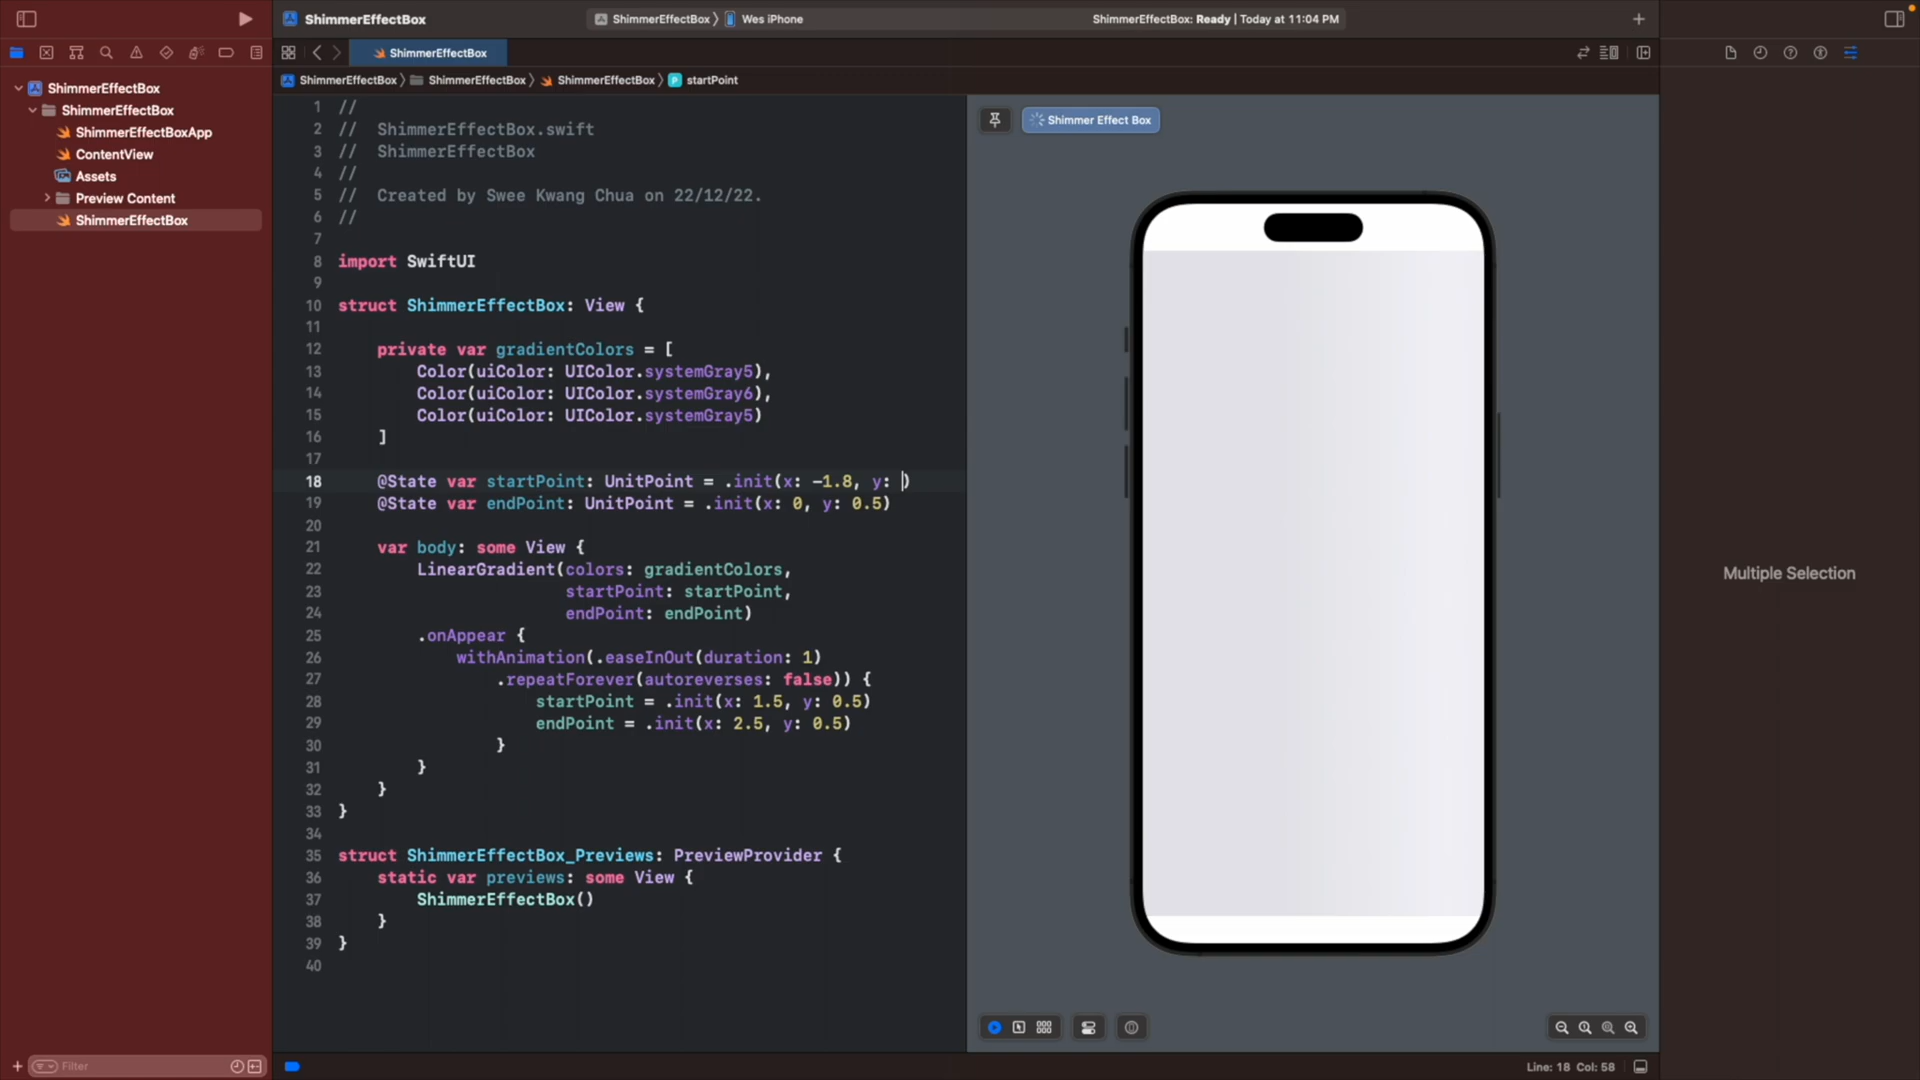 ShimmerEffectBox
ShimmerEffectBox 〉 Wes iPhone
ShimmerEffectBox: Ready | Today at 11:04 PM
ShimmerEffectBox
ShimmerEffectBox 〉 ShimmerEffectBox 〉 ShimmerEffectBox 〉 P startPoint
ShimmerEffectBox
ShimmerEffectBox
ShimmerEffectBoxApp
ContentView
Assets
Preview Content
ShimmerEffectBox
Filter
1 //
2 // ShimmerEffectBox.swift
3 // ShimmerEffectBox
4 //
5 // Created by Swee Kwang Chua on 22/12/22.
6 //
7
8 import SwiftUI
9
10 struct ShimmerEffectBox: View {
11
12 private var gradientColors = [
13 Color(uiColor: UIColor.systemGray5),
14 Color(uiColor: UIColor.systemGray6),
15 Color(uiColor: UIColor.systemGray5)
16 ]
17
18 @State var startPoint: UnitPoint = .init(x: -1.8, y: )
19 @State var endPoint: UnitPoint = .init(x: 0, y: 0.5)
20
21 var body: some View {
22 LinearGradient(colors: gradientColors,
23 startPoint: startPoint,
24 endPoint: endPoint)
25 .onAppear {
26 withAnimation(.easeInOut(duration: 1)
27 .repeatForever(autoreverses: false)) {
28 startPoint = .init(x: 1.5, y: 0.5)
29 endPoint = .init(x: 2.5, y: 0.5)
30 }
31 }
32 }
33 }
34
35 struct ShimmerEffectBox_Previews: PreviewProvider {
36 static var previews: some View {
37 ShimmerEffectBox()
38 }
39 }
40
Shimmer Effect Box
Multiple Selection
Line: 18 Col: 58